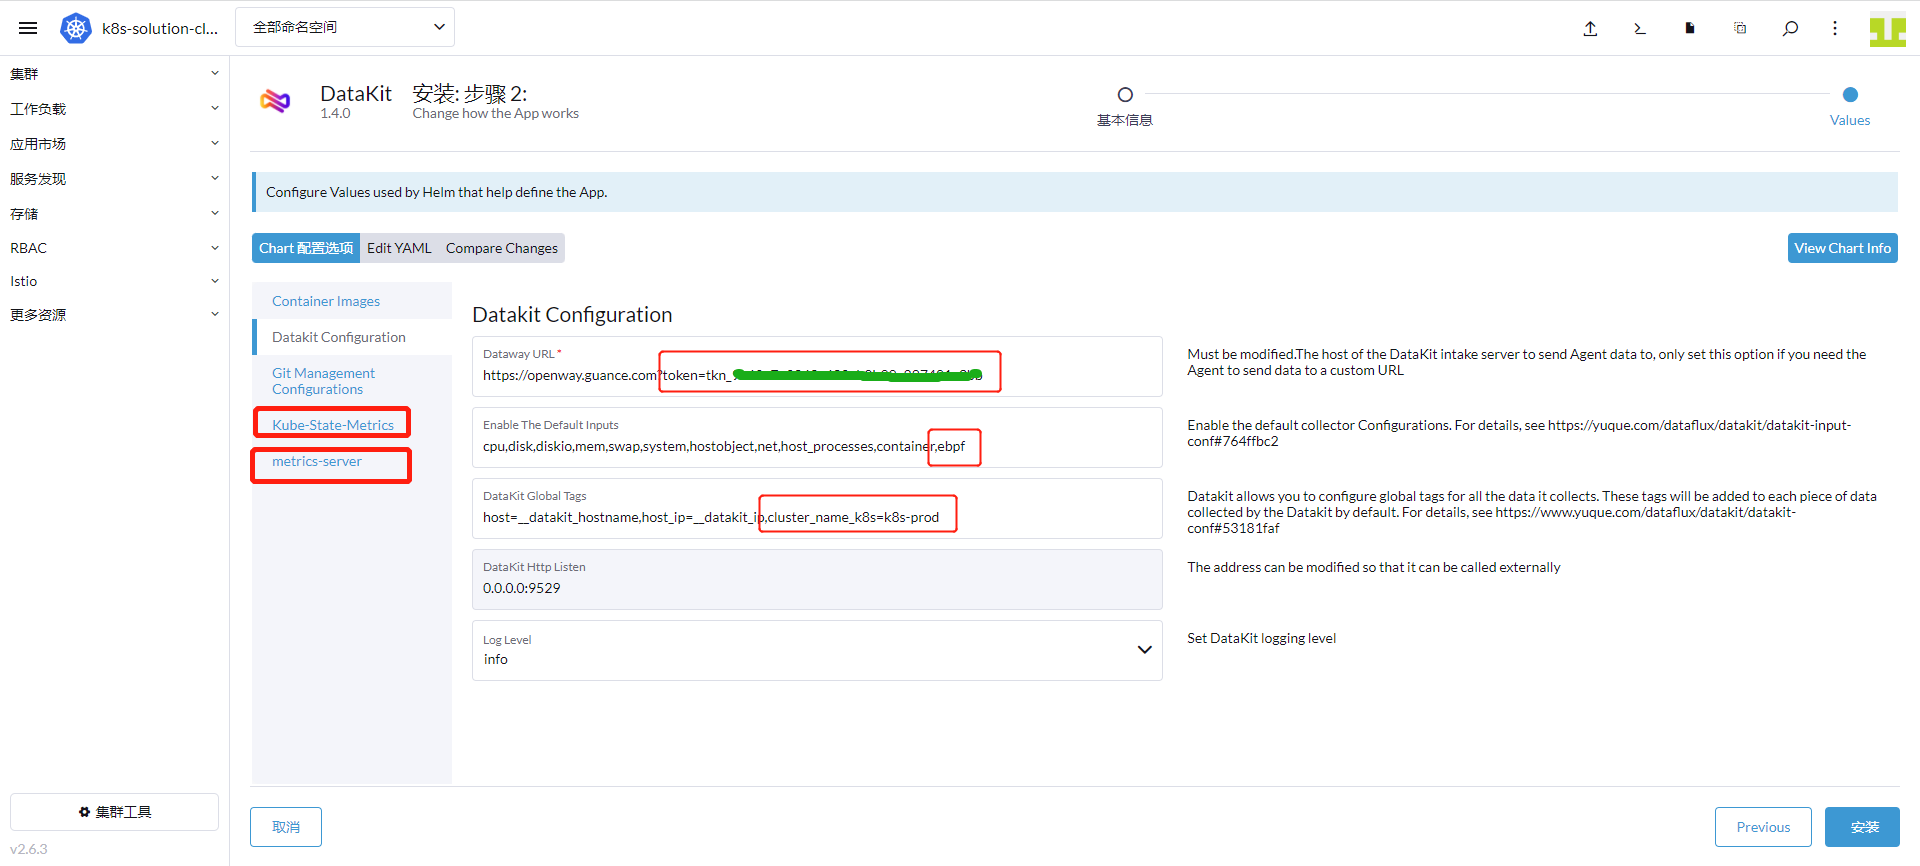 k8s-solution-cl...
全部命名空间
集群
工作负载
应用市场
服务发现
存储
RBAC
Istio
更多资源
集群工具
v2.6.3
DataKit
1.4.0
安装: 步骤 2:
Change how the App works
基本信息
Values
Configure Values used by Helm that help define the App.
Chart 配置选项
Edit YAML
Compare Changes
View Chart Info
Container Images
Datakit Configuration
Git Management
Configurations
Kube-State-Metrics
metrics-server
Datakit Configuration
Dataway URL *
https://openway.guance.com?token=tkn_
Must be modified.The host of the DataKit intake server to send Agent data to, only set this option if you need the
Agent to send data to a custom URL
Enable The Default Inputs
cpu,disk,diskio,mem,swap,system,hostobject,net,host_processes,container,ebpf
Enable the default collector Configurations. For details, see https://yuque.com/dataflux/datakit/datakit-input-
conf#764ffbc2
DataKit Global Tags
host=__datakit_hostname,host_ip=__datakit_ip,cluster_name_k8s=k8s-prod
Datakit allows you to configure global tags for all the data it collects. These tags will be added to each piece of data
collected by the Datakit by default. For details, see https://www.yuque.com/dataflux/datakit/datakit-
conf#53181faf
DataKit Http Listen
0.0.0.0:9529
The address can be modified so that it can be called externally
Log Level
info
Set DataKit logging level
取消
Previous
安装